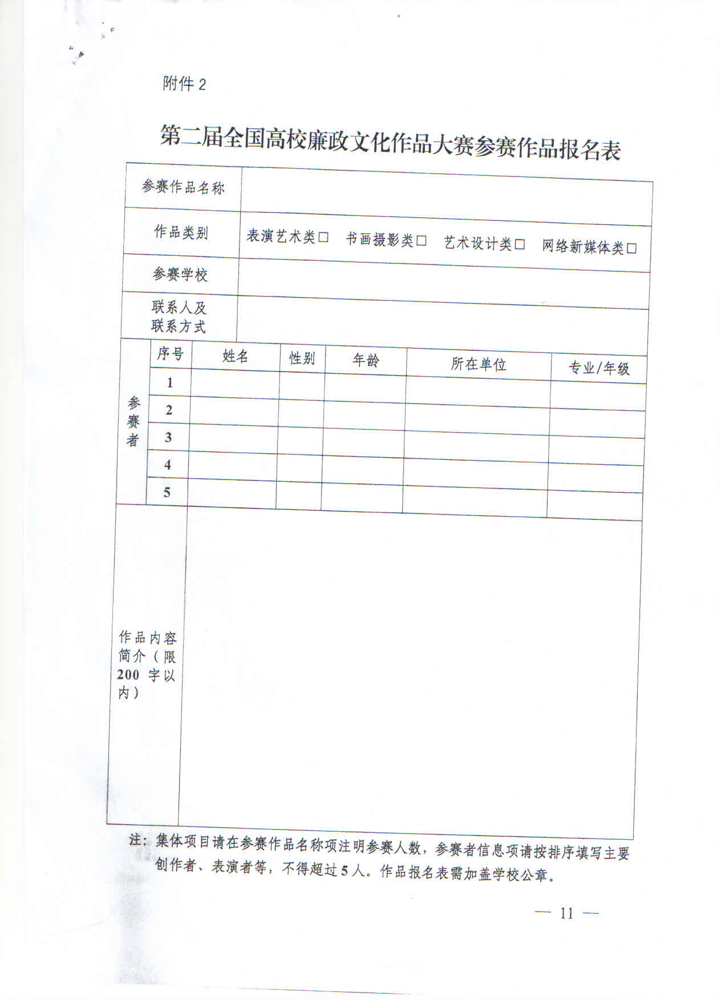 附件 2
第二届全国高校廉政文化作品大赛参赛作品报名表
参赛作品名称
作品类别
表演艺术类□ 书画摄影类□ 艺术设计类□ 网络新媒体类□
参赛学校
联系人及
联系方式
参赛者
序号 姓名 性别 年龄 所在单位 专业/年级
1
2
3
4
5
作品内容
简介（限
200 字以
内）
注：集体项目请在参赛作品名称项注明参赛人数，参赛者信息项请按排序填写主要
创作者、表演者等，不得超过5人。作品报名表需加盖学校公章。
— 11 —